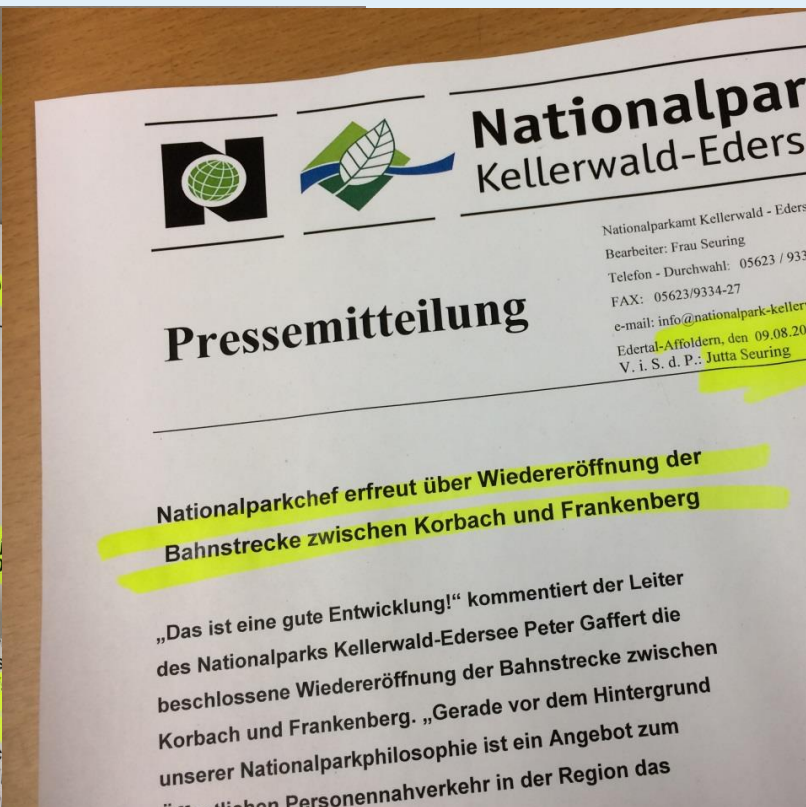 Nationalpar
Kellerwald-Eders
Nationalparkamt Kellerwald - Eders
Bearbeiter: Frau Seuring
Telefon - Durchwahl: 05623 / 933
FAX: 05623/9334-27
e-mail: info@nationalpark-keller
Edertal-Affoldern, den 09.08.20
V. i. S. d. P.: Jutta Seuring
Pressemitteilung
Nationalparkchef erfreut über Wiedereröffnung der
Bahnstrecke zwischen Korbach und Frankenberg
„Das ist eine gute Entwicklung!“ kommentiert der Leiter
des Nationalparks Kellerwald-Edersee Peter Gaffert die
beschlossene Wiedereröffnung der Bahnstrecke zwischen
Korbach und Frankenberg. „Gerade vor dem Hintergrund
unserer Nationalparkphilosophie ist ein Angebot zum
Personennahverkehr in der Region das